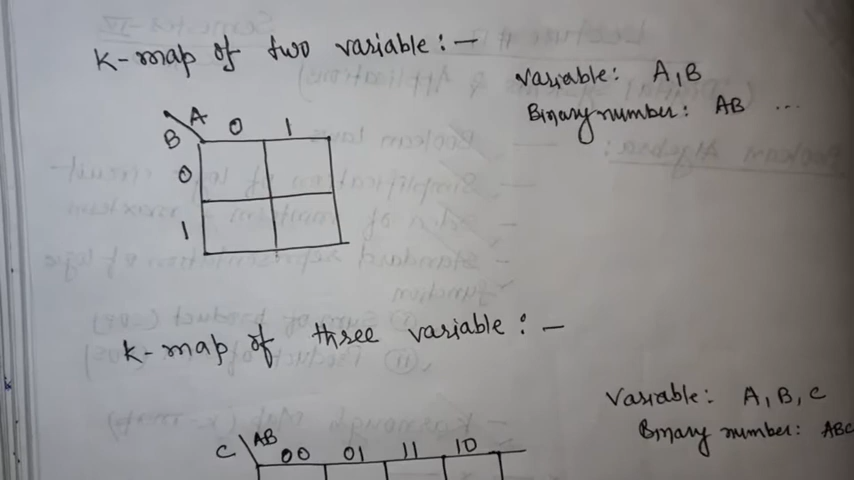 K-map of two variable:-
Variable: A,B
Binary number: AB ...
A 0 1
B
0
1
K-map of three variable:-
Variable: A,B,C
Binary number: ABC
C AB 00 01 11 10